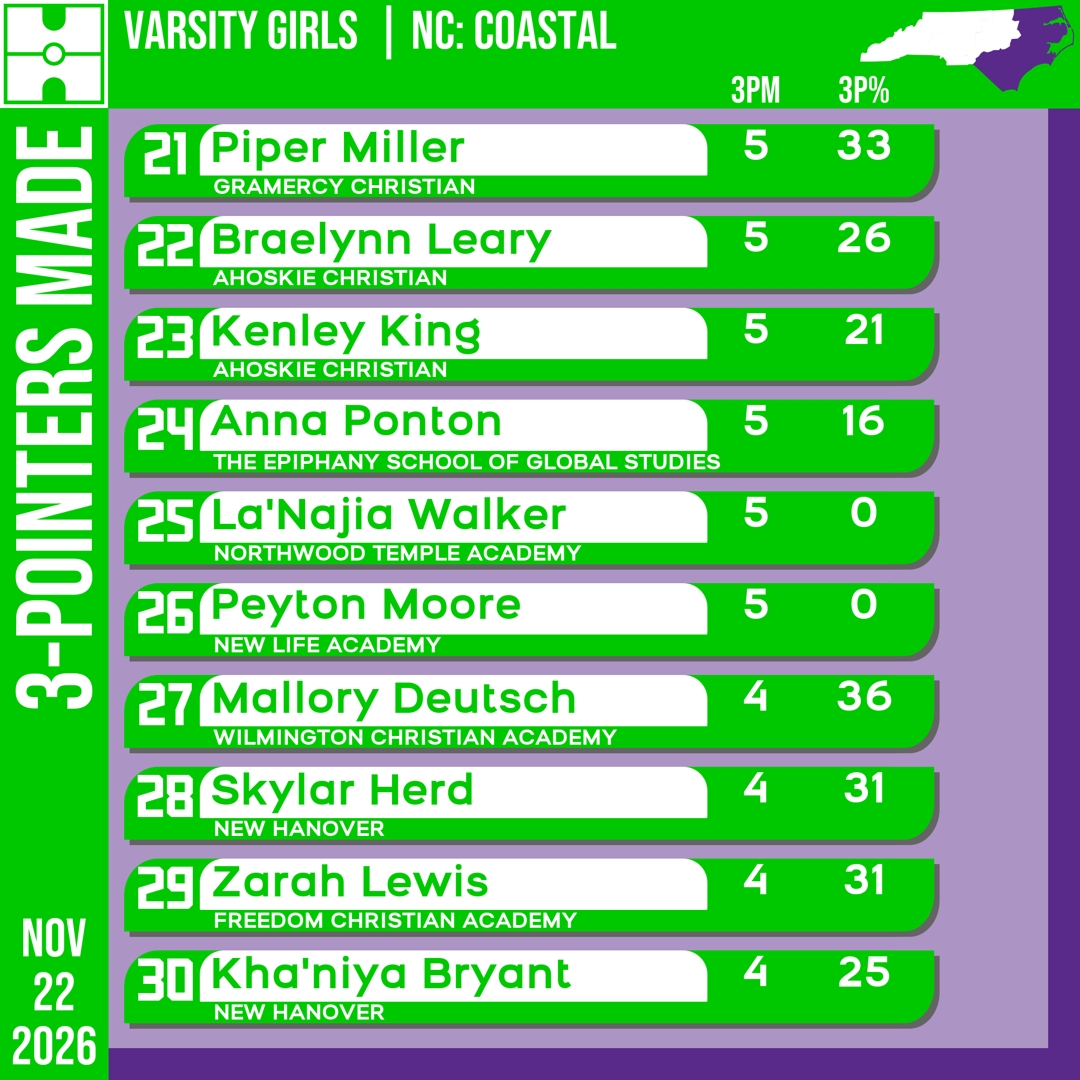 VARSITY GIRLS | NC: COASTAL
3PM 3P%
3-POINTERS MADE
21 Piper Miller 5 33
GRAMERCY CHRISTIAN
22 Braelynn Leary 5 26
AHOSKIE CHRISTIAN
23 Kenley King 5 21
AHOSKIE CHRISTIAN
24 Anna Ponton 5 16
THE EPIPHANY SCHOOL OF GLOBAL STUDIES
25 La'Najia Walker 5 0
NORTHWOOD TEMPLE ACADEMY
26 Peyton Moore 5 0
NEW LIFE ACADEMY
27 Mallory Deutsch 4 36
WILMINGTON CHRISTIAN ACADEMY
28 Skylar Herd 4 31
NEW HANOVER
29 Zarah Lewis 4 31
FREEDOM CHRISTIAN ACADEMY
30 Kha'niya Bryant 4 25
NEW HANOVER
NOV
22
2026